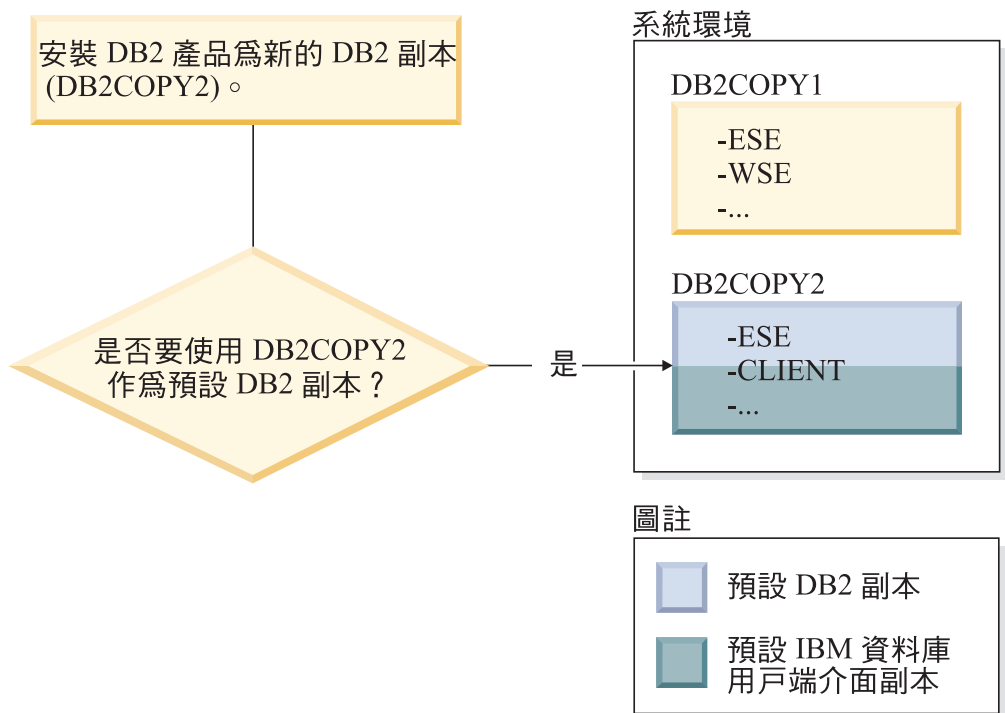 安裝 DB2 產品爲新的 DB2 副本
(DB2COPY2)。
是否要使用 DB2COPY2
作爲預設 DB2 副本？
是
系統環境
DB2COPY1
-ESE
-WSE
-...
DB2COPY2
-ESE
-CLIENT
-...
圖註
預設 DB2 副本
預設 IBM 資料庫
用戶端介面副本